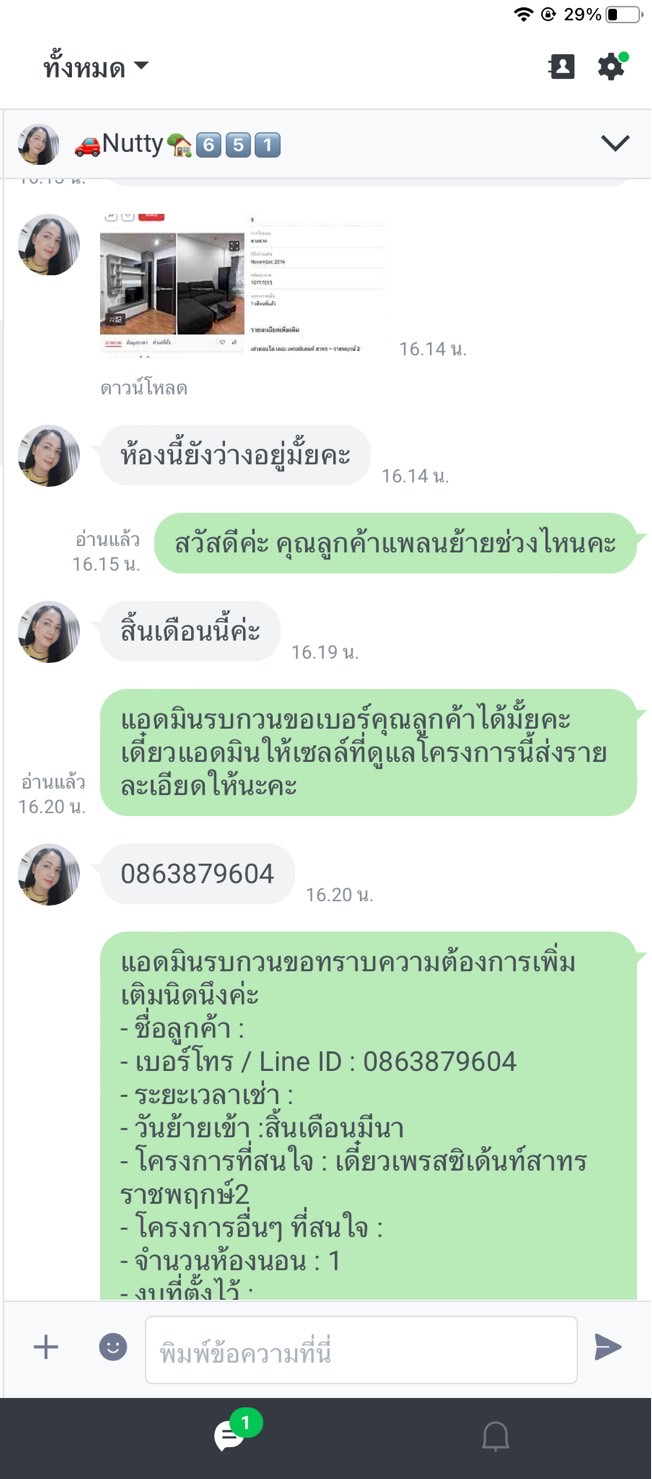 29%
ทั้งหมด
🚗Nutty🏡6️⃣5️⃣1️⃣
November, 2016
รายละเอียดเพิ่มเติม
16.14 น.
ดาวน์โหลด
ห้องนี้ยังว่างอยู่มั้ยคะ
16.14 น.
อ่านแล้ว
16.15 น.
สวัสดีค่ะ คุณลูกค้าแพลนย้ายช่วงไหนคะ
สิ้นเดือนนี้ค่ะ
16.19 น.
แอดมินรบกวนขอเบอร์คุณลูกค้าได้มั้ยคะ
เดี๋ยวแอดมินให้เซลล์ที่ดูแลโครงการนี้ส่งราย
ละเอียดให้นะคะ
อ่านแล้ว
16.20 น.
0863879604
16.20 น.
แอดมินรบกวนขอทราบความต้องการเพิ่ม
เติมนิดนึงค่ะ
- ชื่อลูกค้า :
- เบอร์โทร / Line ID : 0863879604
- ระยะเวลาเช่า :
- วันย้ายเข้า :สิ้นเดือนมีนา
- โครงการที่สนใจ : เดี๋ยวเพรสซิเด้นท์สาทร
ราชพฤกษ์2
- โครงการอื่นๆ ที่สนใจ :
- จำนวนห้องนอน : 1
- งบที่ตั้งไว้ :
พิมพ์ข้อความที่นี่
1